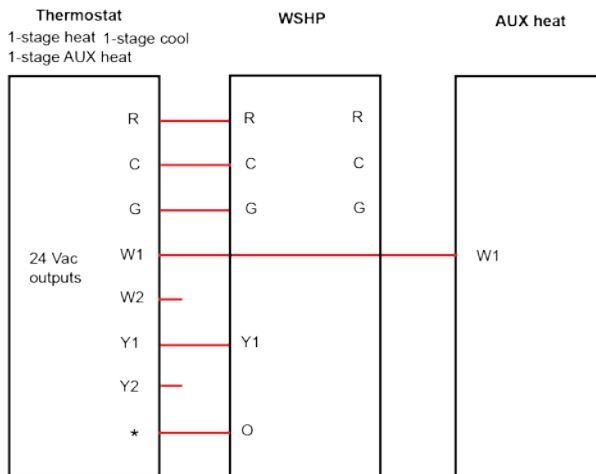 Thermostat
WSHP
AUX heat
1-stage heat 1-stage cool
1-stage AUX heat
R R R
C C C
G G G
24 Vac
outputs
W1 W1
W2
Y1 Y1
Y2
* O